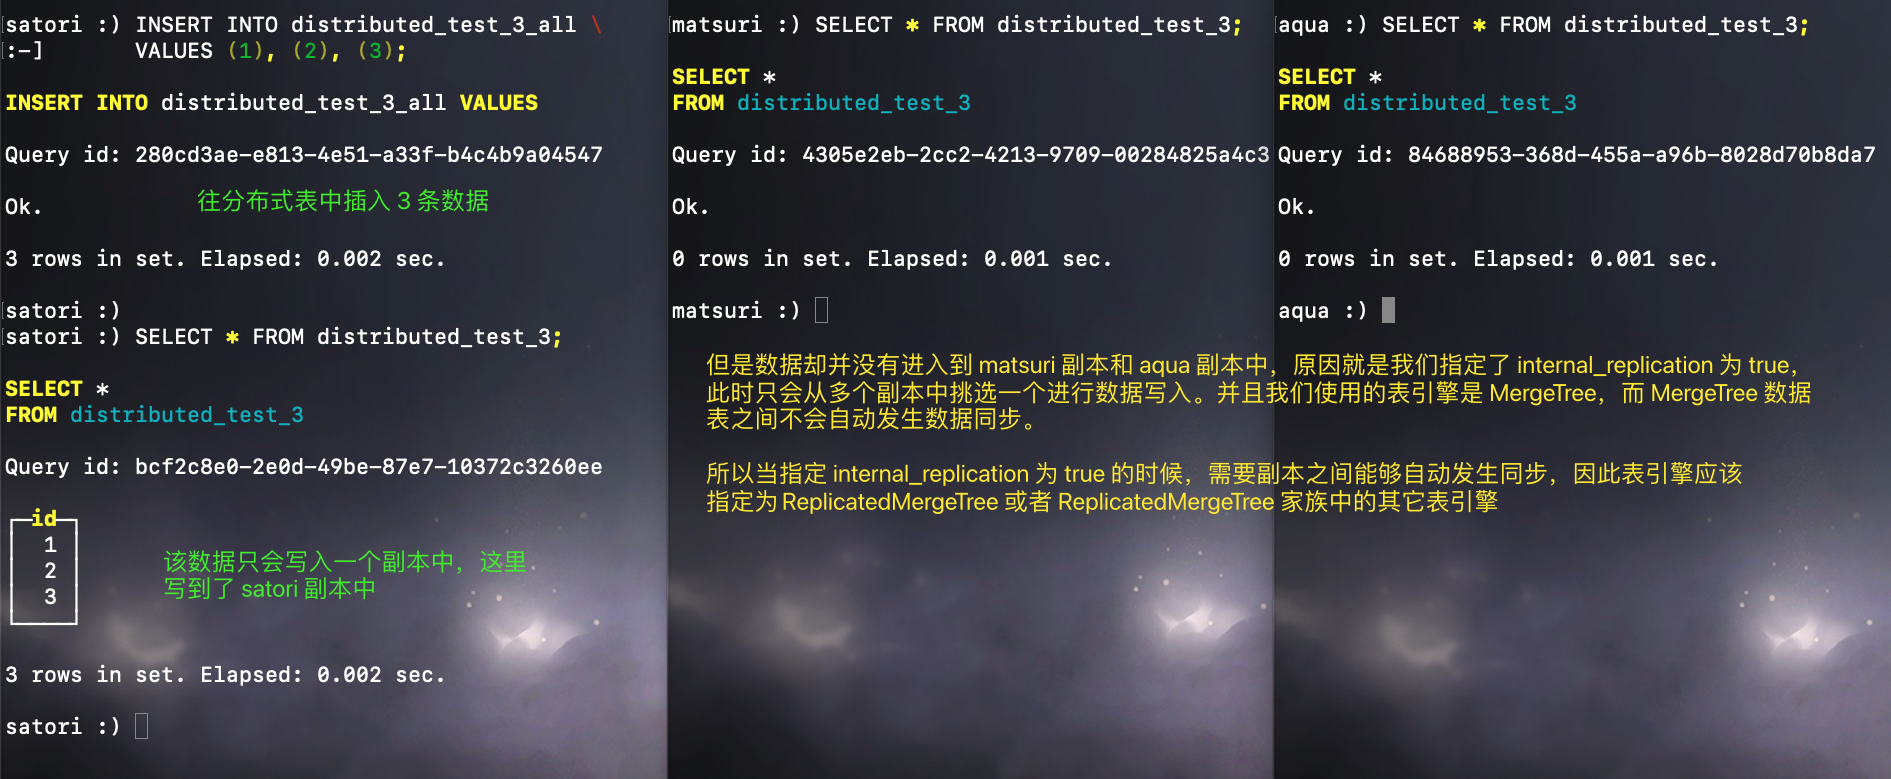 satori :) INSERT INTO distributed_test_3_all \
:-] VALUES (1), (2), (3);
INSERT INTO distributed_test_3_all VALUES
Query id: 280cd3ae-e813-4e51-a33f-b4c4b9a04547
Ok.
往分布式表中插入 3 条数据
3 rows in set. Elapsed: 0.002 sec.
satori :)
satori :) SELECT * FROM distributed_test_3;
SELECT *
FROM distributed_test_3
Query id: bcf2c8e0-2e0d-49be-87e7-10372c3260ee
id
1
2
3
该数据只会写入一个副本中，这里
写到了 satori 副本中
3 rows in set. Elapsed: 0.002 sec.
satori :)
matsuri :) SELECT * FROM distributed_test_3;
SELECT *
FROM distributed_test_3
Query id: 4305e2eb-2cc2-4213-9709-00284825a4c3
Ok.
0 rows in set. Elapsed: 0.001 sec.
matsuri :)
aqua :) SELECT * FROM distributed_test_3;
SELECT *
FROM distributed_test_3
Query id: 84688953-368d-455a-a96b-8028d70b8da7
Ok.
0 rows in set. Elapsed: 0.001 sec.
aqua :)
但是数据却并没有进入到 matsuri 副本和 aqua 副本中，原因就是我们指定了 internal_replication 为 true，
此时只会从多个副本中挑选一个进行数据写入。并且我们使用的表引擎是 MergeTree，而 MergeTree 数据
表之间不会自动发生数据同步。
所以当指定 internal_replication 为 true 的时候，需要副本之间能够自动发生同步，因此表引擎应该
指定为 ReplicatedMergeTree 或者 ReplicatedMergeTree 家族中的其它表引擎